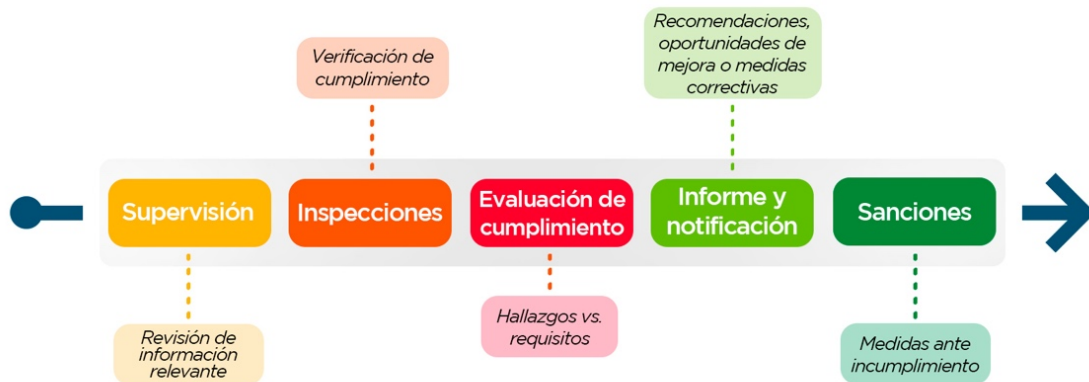 Recomendaciones,
oportunidades de
mejora o medidas
correctivas
Verificación de
cumplimiento
Supervisión
Inspecciones
Evaluación de
cumplimiento
Informe y
notificación
Sanciones
Revisión de
información
relevante
Hallazgos vs.
requisitos
Medidas ante
incumplimiento